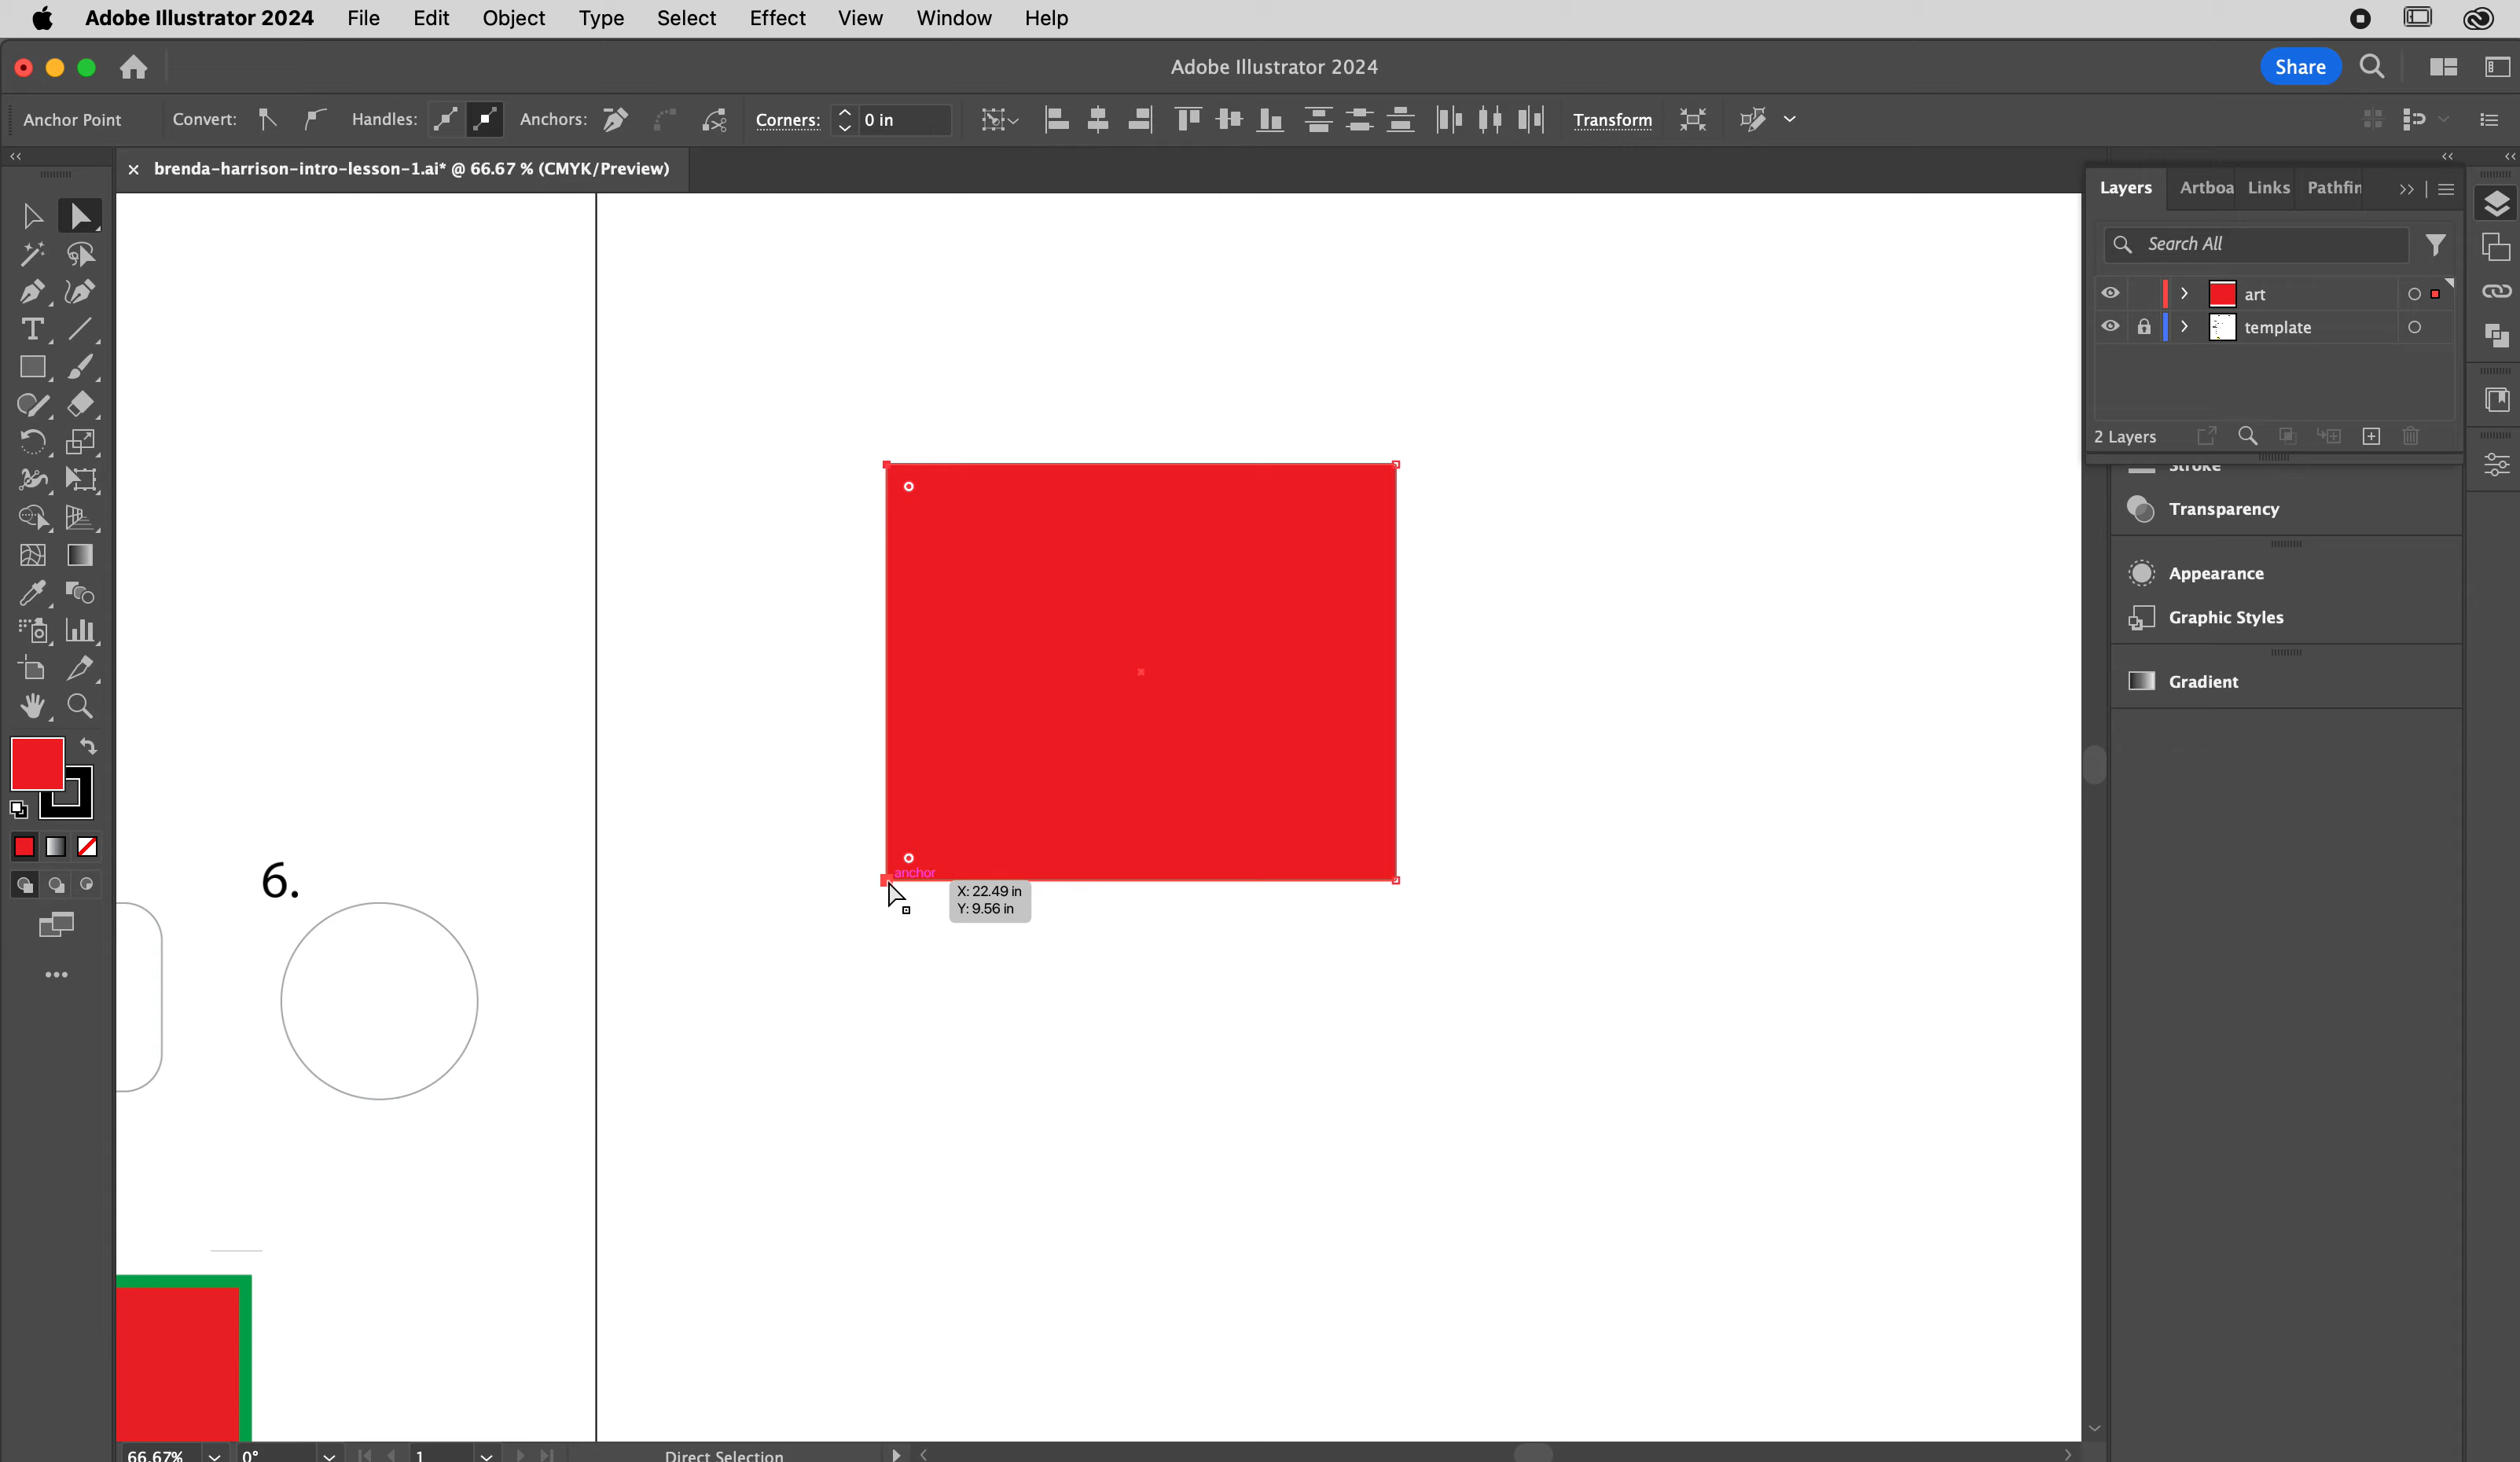 Adobe Illustrator 2024 File Edit Object Type Select Effect View Window Help
Adobe Illustrator 2024
Share
Anchor Point Convert: Handles: Anchors: Corners: 0 in Transform
× brenda-harrison-intro-lesson-1.ai* @ 66.67 % (CMYK/Preview)
Layers Artboa Links Pathfin
Search All
art
template
2 Layers
Stroke
Transparency
Appearance
Graphic Styles
Gradient
anchor
X: 22.49 in
Y: 9.56 in
6.
66.67% 0° 1 Direct Selection